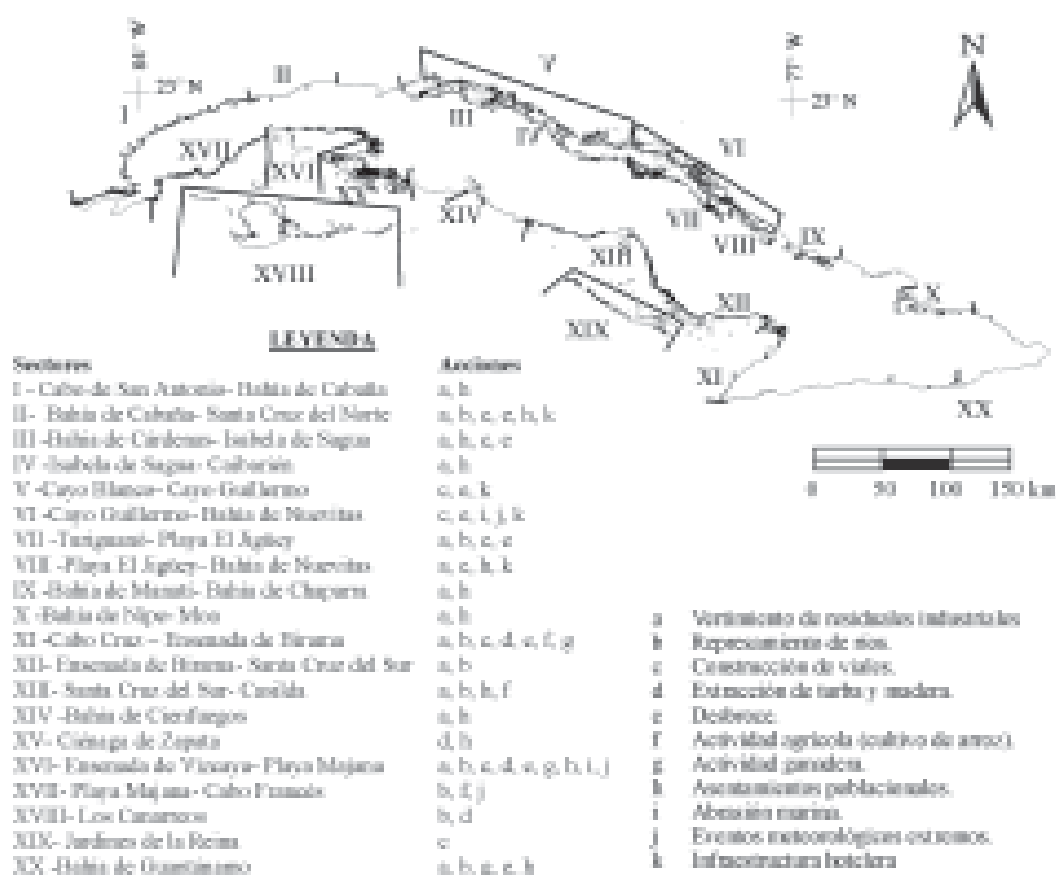 84° W
23° N
V
W
23° N
N
II
I
III
IV
VI
XVII
XVI
XV
XIV
VII
VIII
IX
XVIII
XIII
X
XII
XIX
XI
XX
LEYENDA
Sectores Acciones
I - Cabo de San Antonio- Bahía de Cabaña
II- Bahía de Cabaña- Santa Cruz del Norte
III -Bahía de Cárdenas- Isabela de Sagua
IV -Isabela de Sagua- Caibarién
V -Cayo Blanco- Cayo Guillermo c, e, k
VI -Cayo Guillermo- Bahía de Nuevitas c, e, i, j, k
VII -Turiguanó- Playa El Jigüey
VIII -Playa El Jigüey- Bahía de Nuevitas
IX -Bahía de Manatí- Bahía de Chaparra
X -Bahía de Nipe- Moa
XI -Cabo Cruz – Ensenada de Birama a, b, c, d, e, f, g
XII- Ensenada de Birama- Santa Cruz del Sur a, b
XIII- Santa Cruz del Sur- Casilda a, b, h, f
XIV -Bahía de Cienfuegos
XV- Ciénaga de Zapata d, h
XVI- Ensenada de - Playa Majana a, b, c, d, e, g, h, i, j
XVII- Playa Majana- Cabo Francés b, f, j
XVIII- Los Canarreos b, d
XIX- Jardines de la Reina
XX -Bahía de Guantánamo
0 50 100 150 km
a Vertimiento de residuales industriales
b Represamiento de ríos.
c Construcción de viales.
d Extracción de turba y madera.
e Desbroce.
f Actividad agrícola (cultivo de arroz).
g Actividad ganadera.
h Asentamientos poblacionales.
i Abrasión marina.
j Eventos meteorológicos extremos.
k Infraestructura hotelera